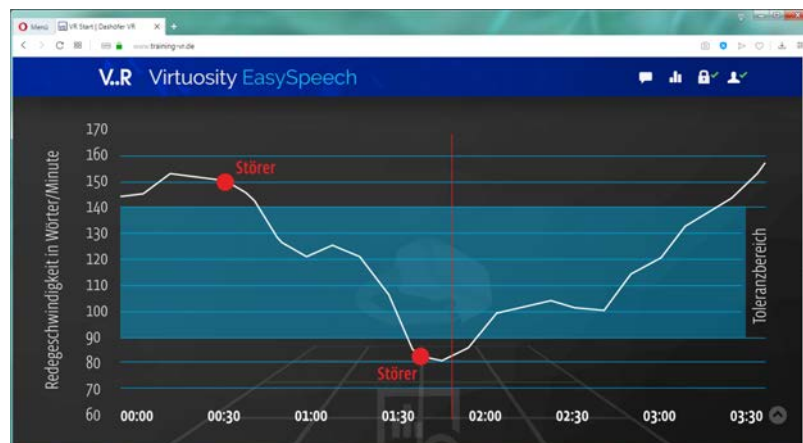 Menü
VR Start | Deshofer VR
www.training-vr.de
V..R Virtuosity EasySpeech
Redegeschwindigkeit in Wörter/Minute
170
160
150
140
130
120
110
100
90
80
70
60
Störer
Störer
Toleranzbereich
00:00 00:30 01:00 01:30 02:00 02:30 03:00 03:30